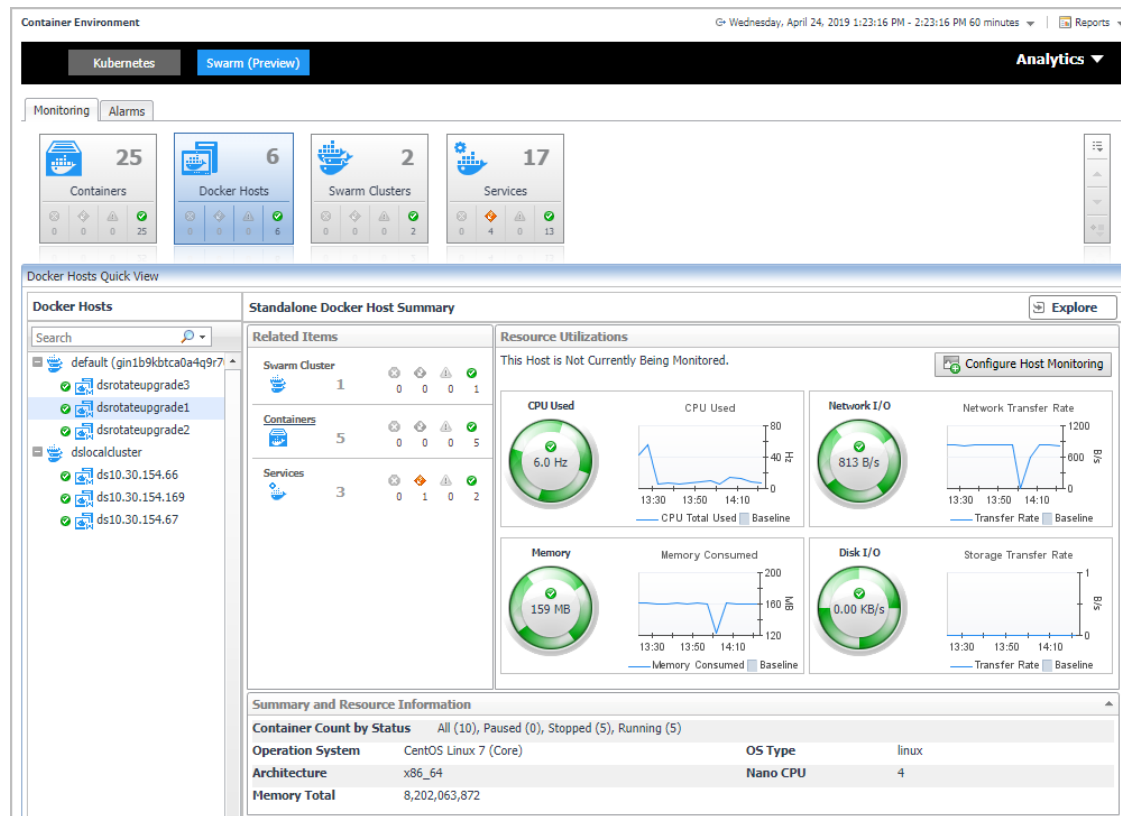 Container Environment
Wednesday, April 24, 2019 1:23:16 PM - 2:23:16 PM 60 minutes | Reports
Kubernetes Swarm (Preview) Analytics
Monitoring Alarms
25 6 2 17
Containers Docker Hosts Swarm Clusters Services
0 0 0 25 0 0 0 6 0 0 0 2 0 4 0 13
Docker Hosts Quick View
Docker Hosts
Search
default (gin1b9kbtca0a4q9r7
dsrotateupgrade3
dsrotateupgrade1
dsrotateupgrade2
dslocalcluster
ds10.30.154.66
ds10.30.154.169
ds10.30.154.67
Standalone Docker Host Summary
Explore
Related Items
Swarm Cluster
1 0 0 0 1
Containers
5 0 0 0 5
Services
3 0 1 0 2
Resource Utilizations
This Host is Not Currently Being Monitored.
Configure Host Monitoring
CPU Used
6.0 Hz
CPU Used
80
40 Hz
0
13:30 13:50 14:10
CPU Total Used Baseline
Network I/O
813 B/s
Network Transfer Rate
1200
600 B/s
0
13:30 13:50 14:10
Transfer Rate Baseline
Memory
159 MB
Memory Consumed
200
160 MB
120
13:30 13:50 14:10
Memory Consumed Baseline
Disk I/O
0.00 KB/s
Storage Transfer Rate
1
B/s
0
13:30 13:50 14:10
Transfer Rate Baseline
Summary and Resource Information
Container Count by Status All (10), Paused (0), Stopped (5), Running (5)
Operation System CentOS Linux 7 (Core) OS Type linux
Architecture x86_64 Nano CPU 4
Memory Total 8,202,063,872